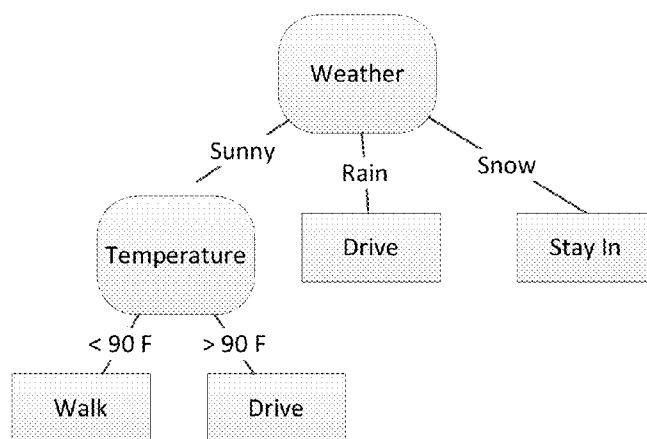 Weather
Sunny
Rain
Snow
Temperature
Drive
Stay In
< 90 F
> 90 F
Walk
Drive